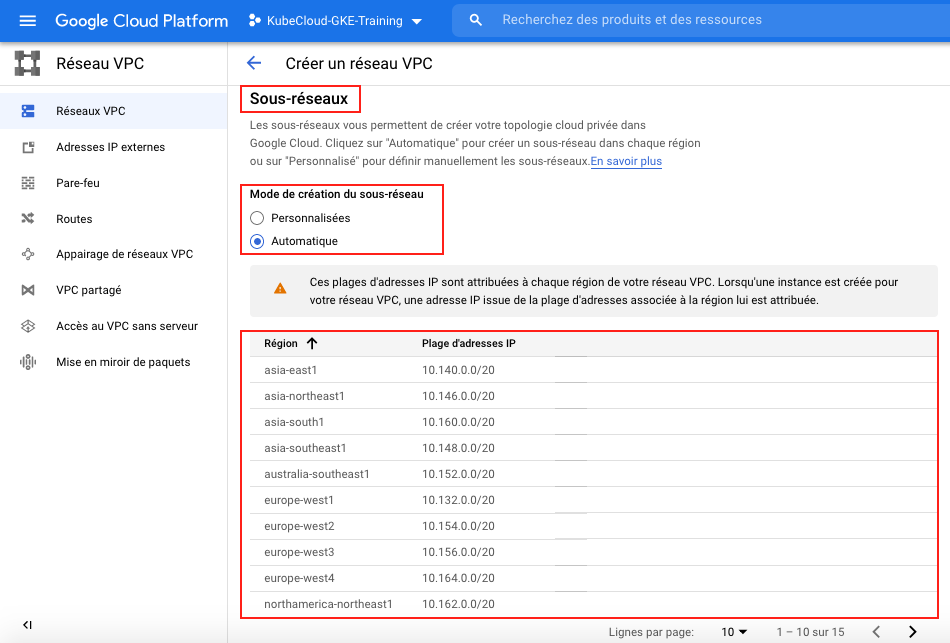 Google Cloud Platform
KubeCloud-GKE-Training
Recherchez des produits et des ressources
Réseau VPC
Créer un réseau VPC
Réseaux VPC
Adresses IP externes
Pare-feu
Routes
Appairage de réseaux VPC
VPC partagé
Accès au VPC sans serveur
Mise en miroir de paquets
Sous-réseaux
Les sous-réseaux vous permettent de créer votre topologie cloud privée dans
Google Cloud. Cliquez sur "Automatique" pour créer un sous-réseau dans chaque région
ou sur "Personnalisé" pour définir manuellement les sous-réseaux.En savoir plus
Mode de création du sous-réseau
Personnalisées
Automatique
Ces plages d'adresses IP sont attribuées à chaque région de votre réseau VPC. Lorsqu'une instance est créée pour
votre réseau VPC, une adresse IP issue de la plage d'adresses associée à la région lui est attribuée.
Région Plage d'adresses IP
asia-east1 10.140.0.0/20
asia-northeast1 10.146.0.0/20
asia-south1 10.160.0.0/20
asia-southeast1 10.148.0.0/20
australia-southeast1 10.152.0.0/20
europe-west1 10.132.0.0/20
europe-west2 10.154.0.0/20
europe-west3 10.156.0.0/20
europe-west4 10.164.0.0/20
northamerica-northeast1 10.162.0.0/20
Lignes par page: 10 1 – 10 sur 15